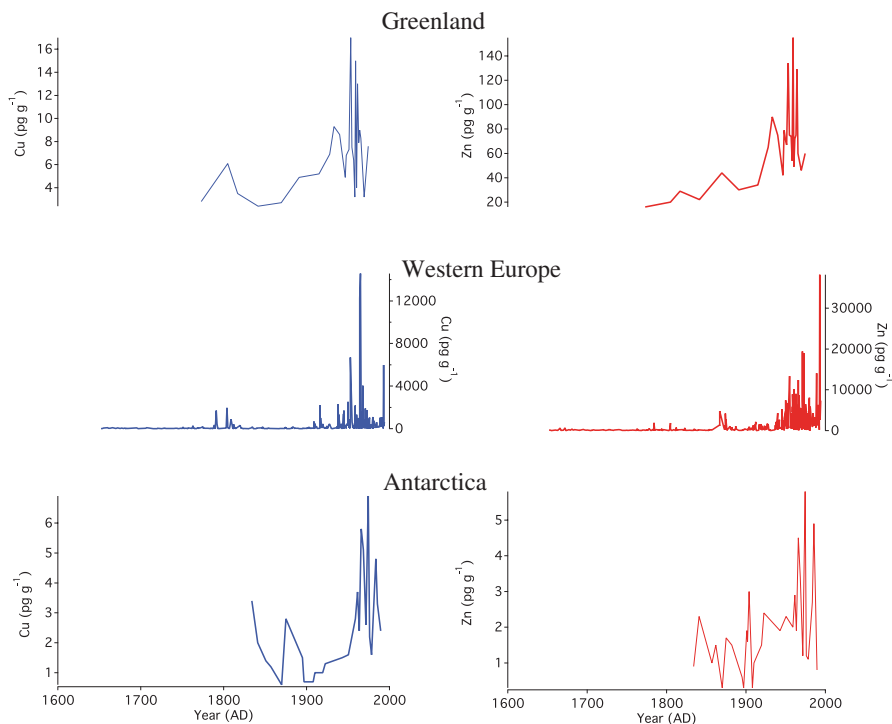 Greenland
16
14
12
10
8
6
4
Cu (pg g⁻¹)
140
120
100
80
60
40
20
Zn (pg g⁻¹)
Western Europe
12000
8000
4000
0
Cu (pg g⁻¹)
30000
20000
10000
0
Zn (pg g⁻¹)
Antarctica
6
5
4
3
2
1
Cu (pg g⁻¹)
1600 1700 1800 1900 2000
Year (AD)
5
4
3
2
1
Zn (pg g⁻¹)
1600 1700 1800 1900 2000
Year (AD)